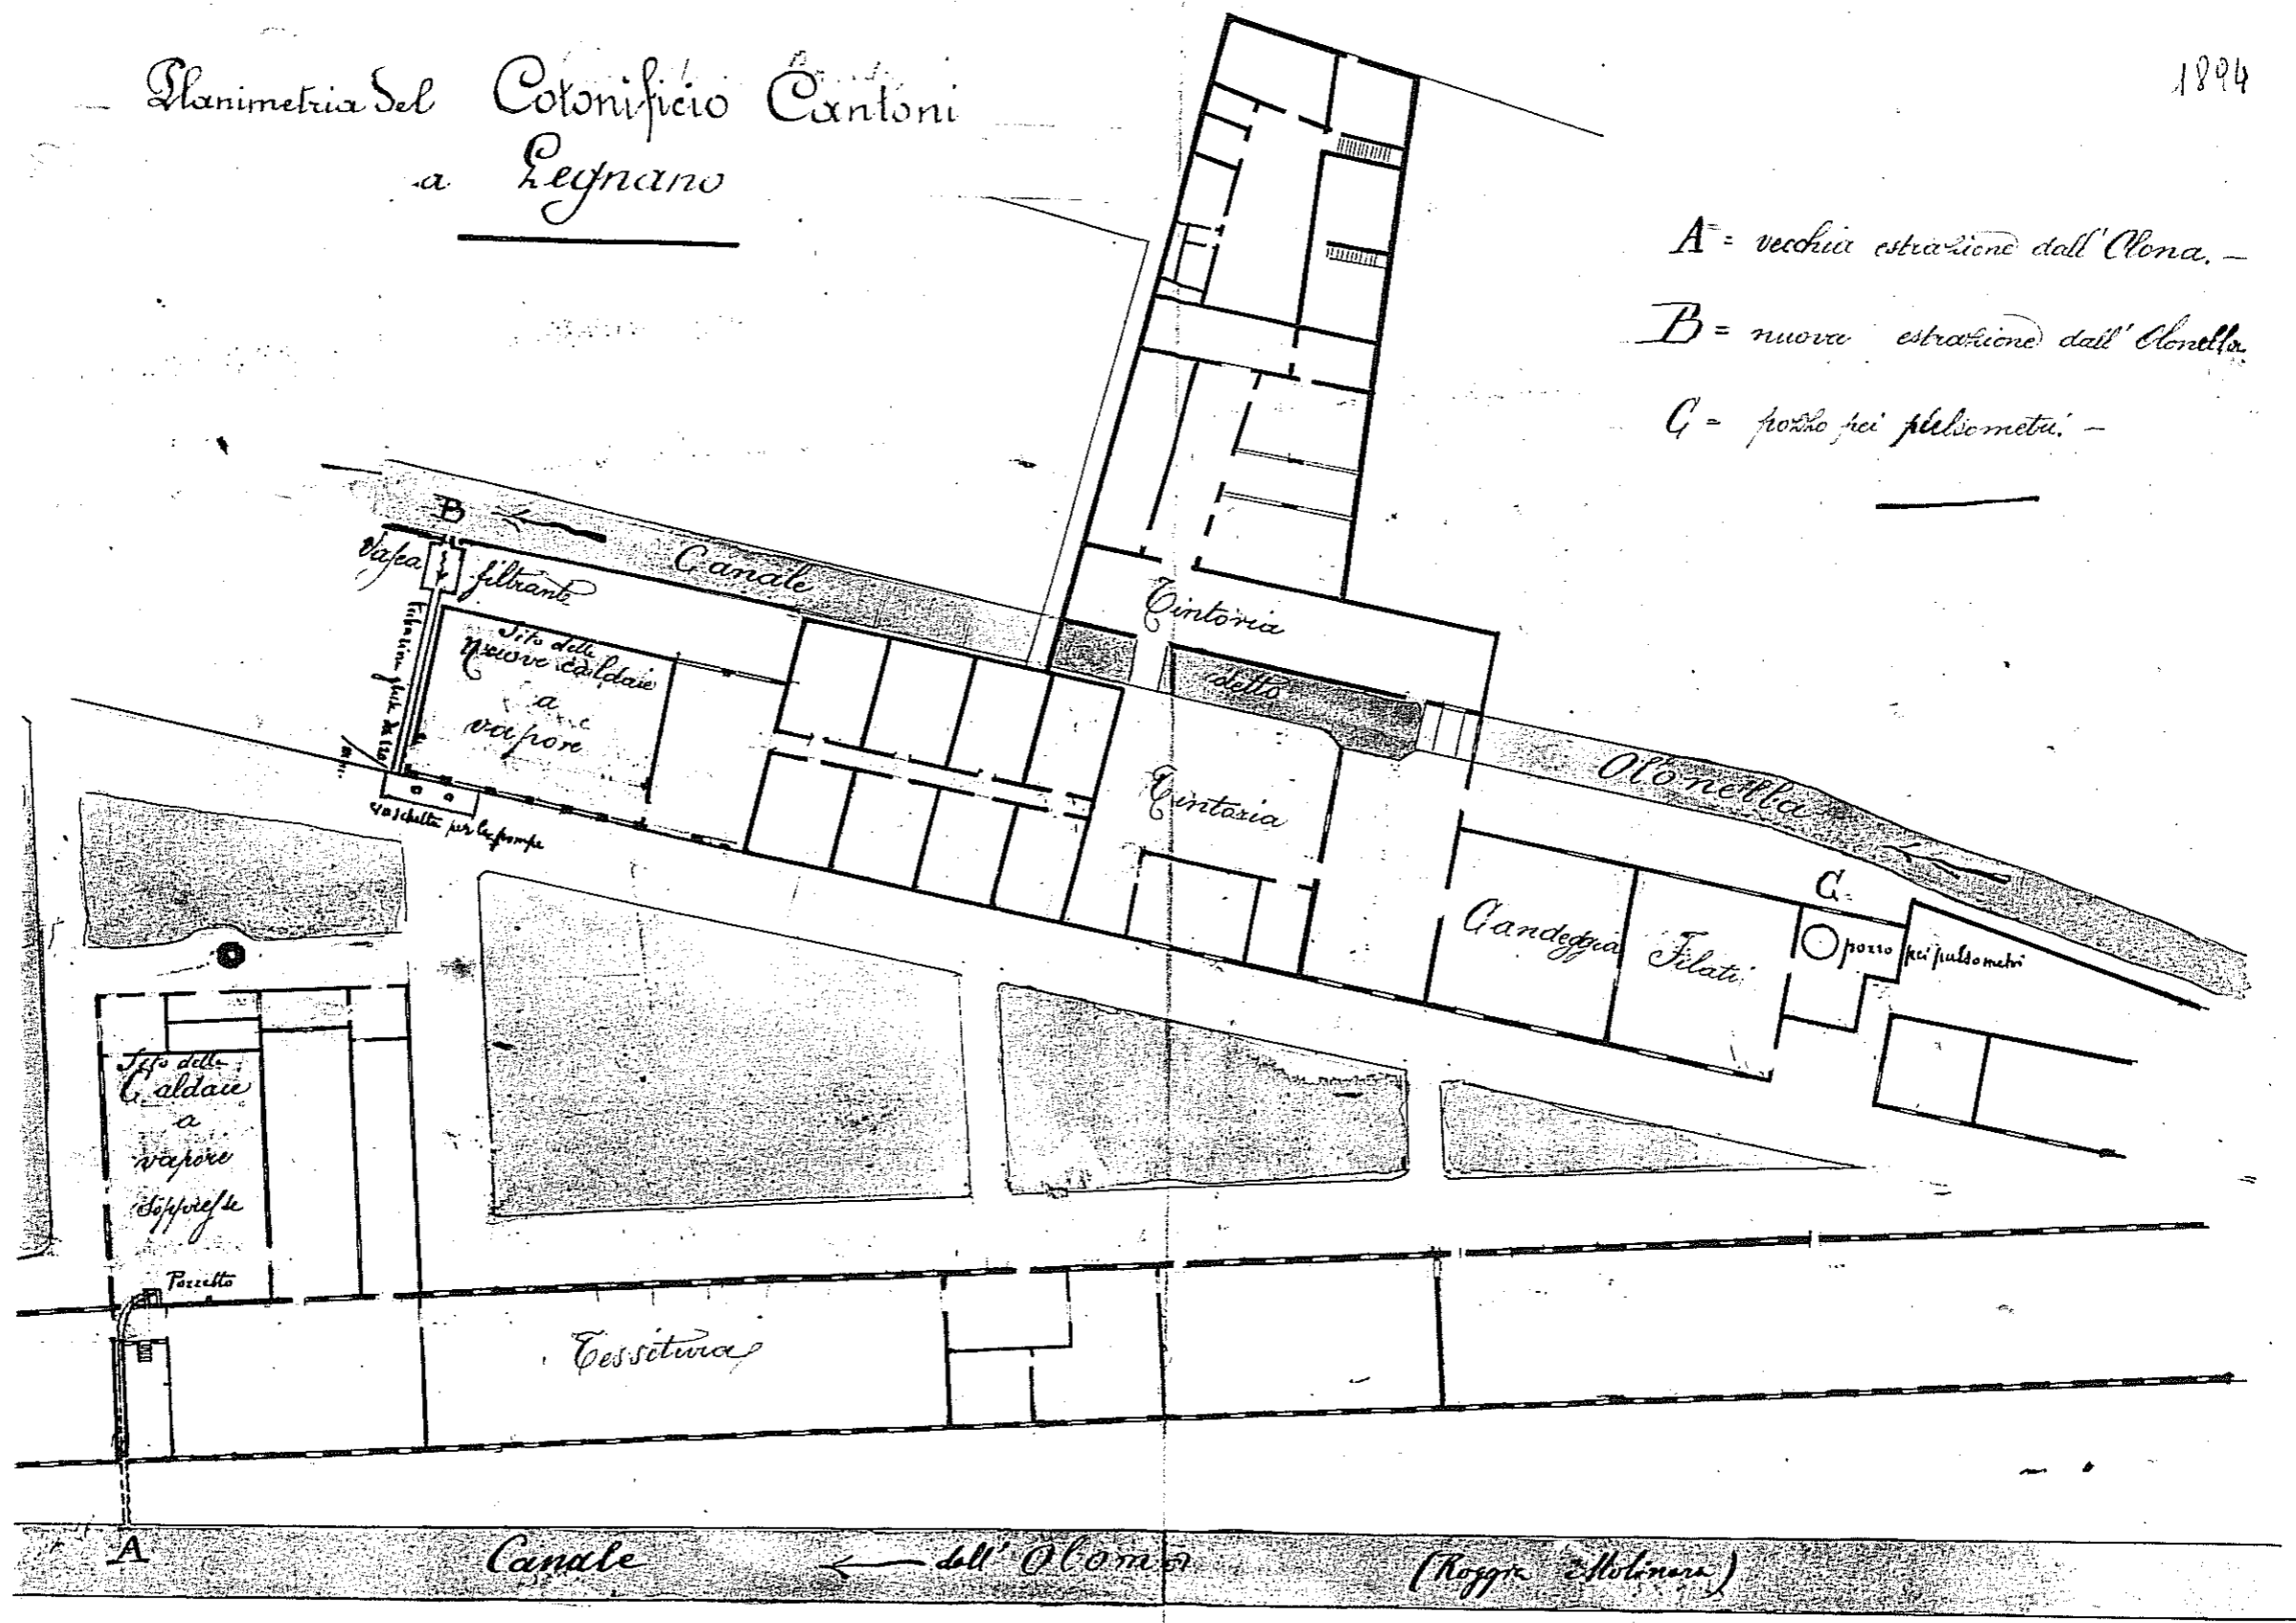 1894
Planimetria del Cotonificio Cantoni
a Legnano
A = vecchia estrazione dall' Olona. —
B = nuova estrazione dall' Olonella.
C = pozzo pei pulsometri. —
B
Canale
Vasca filtrante
Sito delle
nuove caldaie
a
vapore
vaschetta per le pompe
Tintoria
detto
Olonella
Tintoria
Candeggio
Filati
C.
pozzo pei pulsometri
Sito delle
Caldaie
a
vapore
Soppresse
Pozzetto
Tessitura
A
Canale dell' Olona (Roggia Molinara)